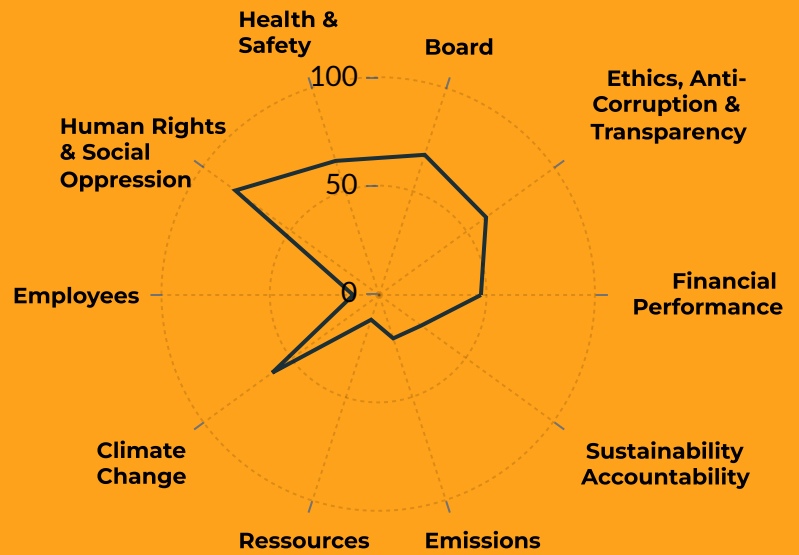 Health &
Safety
Board
100
Ethics, Anti-
Corruption &
Transparency
Human Rights
& Social
Oppression
50
Employees
0
Financial
Performance
Climate
Change
Sustainability
Accountability
Ressources
Emissions